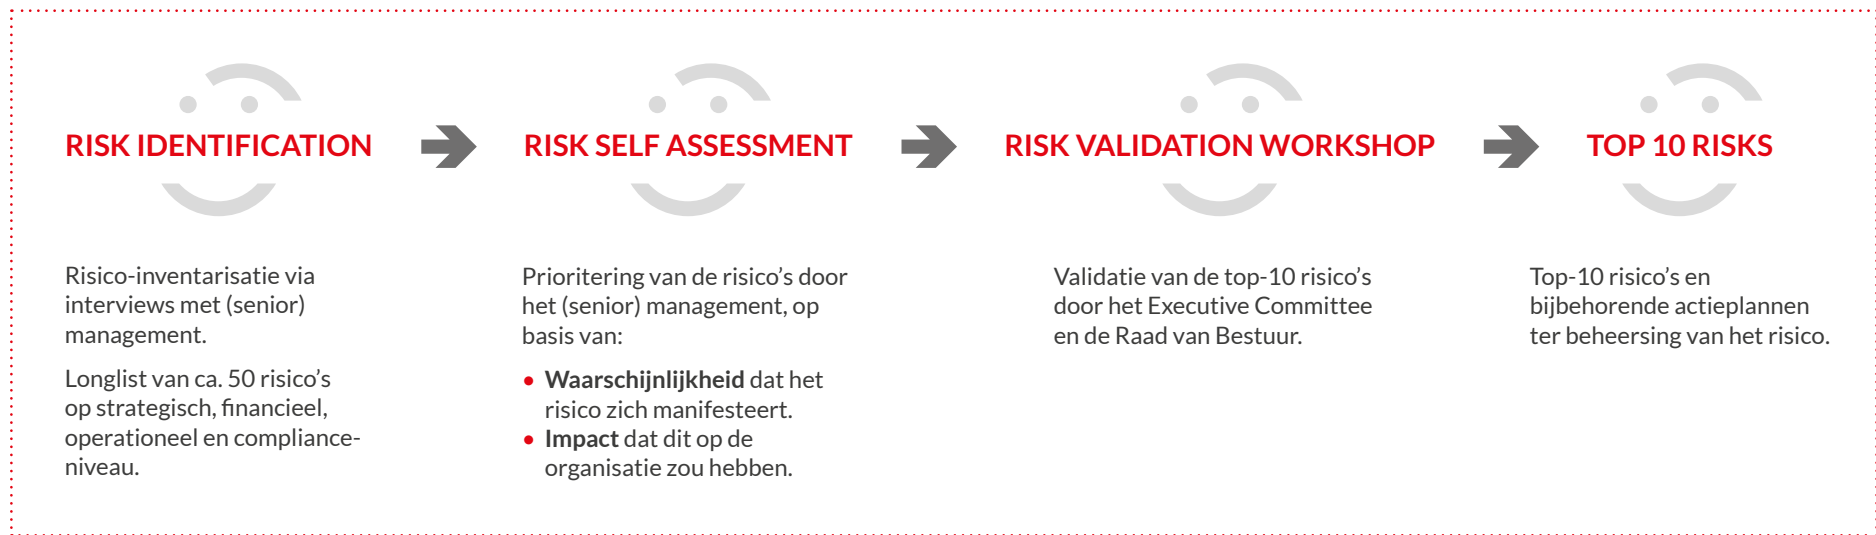 RISK IDENTIFICATION
Risico-inventarisatie via
interviews met (senior)
management.
Longlist van ca. 50 risico’s
op strategisch, financieel,
operationeel en compliance-
niveau.
RISK SELF ASSESSMENT
Prioritering van de risico’s door
het (senior) management, op
basis van:
• Waarschijnlijkheid dat het
risico zich manifesteert.
• Impact dat dit op de
organisatie zou hebben.
RISK VALIDATION WORKSHOP
Validatie van de top-10 risico’s
door het Executive Committee
en de Raad van Bestuur.
TOP 10 RISKS
Top-10 risico’s en
bijbehorende actieplannen
ter beheersing van het risico.